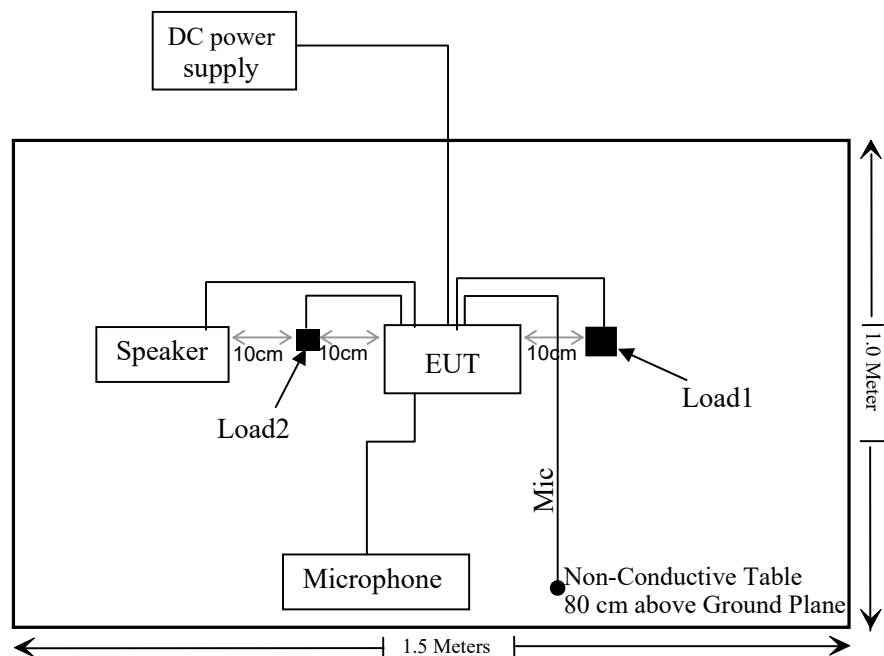 DC power
supply
Speaker
10cm
10cm
EUT
10cm
Load2
Load1
1.0 Meter
Mic
Microphone
Non-Conductive Table
80 cm above Ground Plane
1.5 Meters